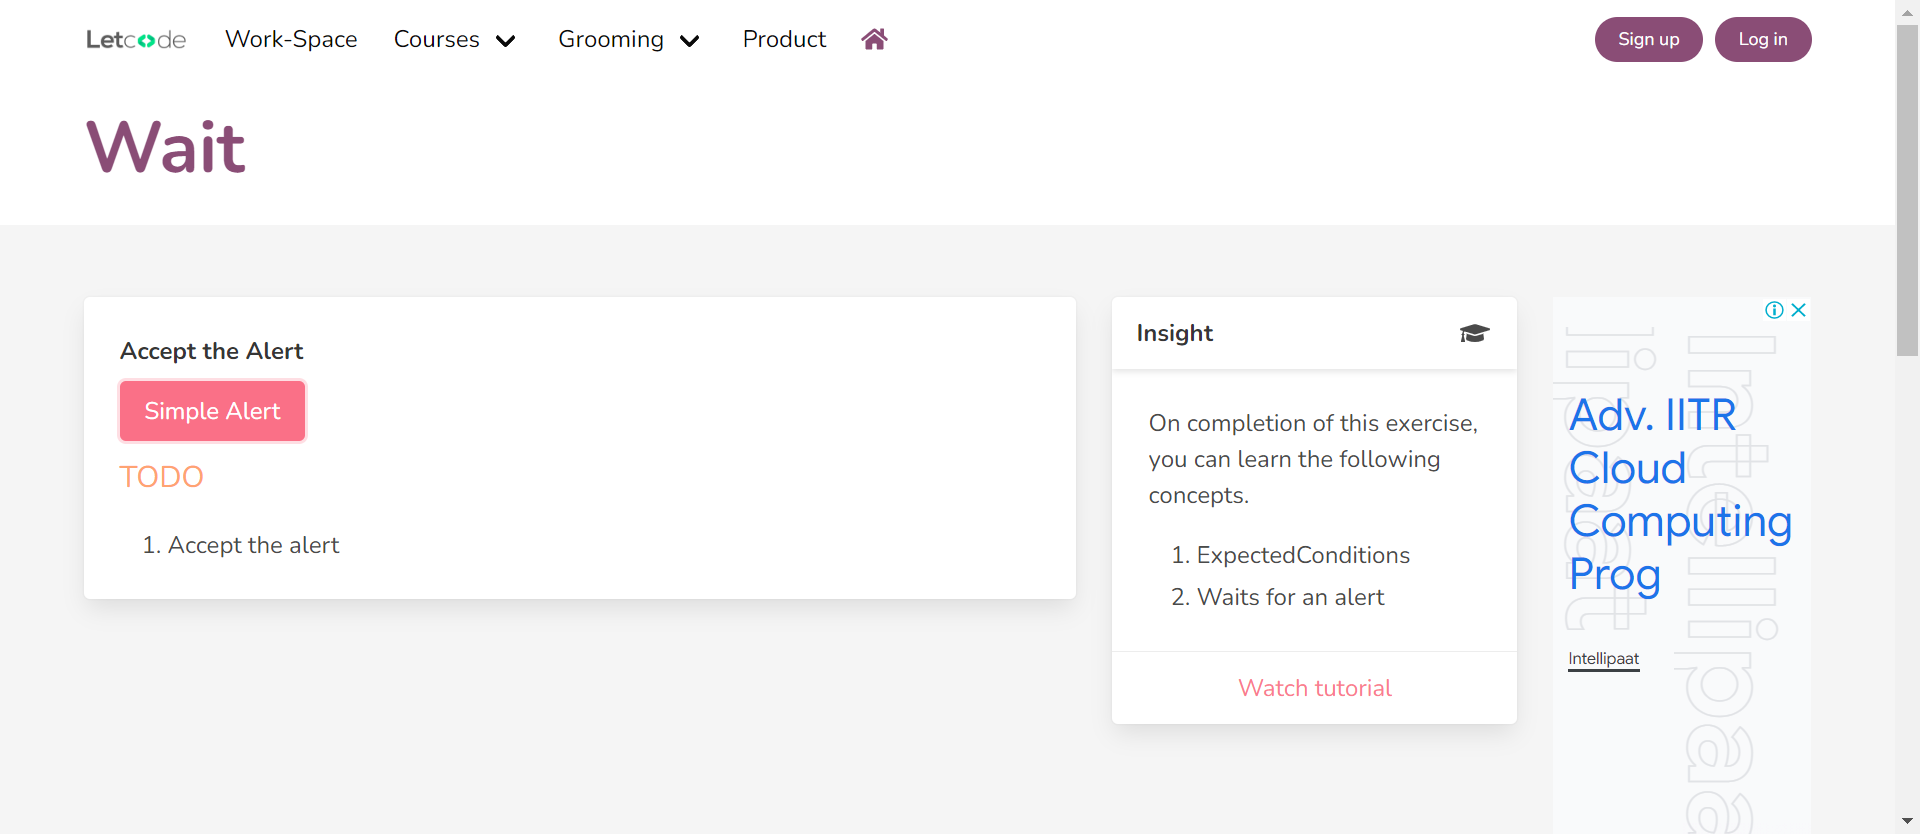 Letcode Work-Space Courses Grooming Product Sign up Log in
Wait
Accept the Alert
Simple Alert
TODO
1. Accept the alert
Insight
On completion of this exercise,
you can learn the following
concepts.
1. ExpectedConditions
2. Waits for an alert
Watch tutorial
Adv. IITR
Cloud
Computing
Prog
Intellipaat